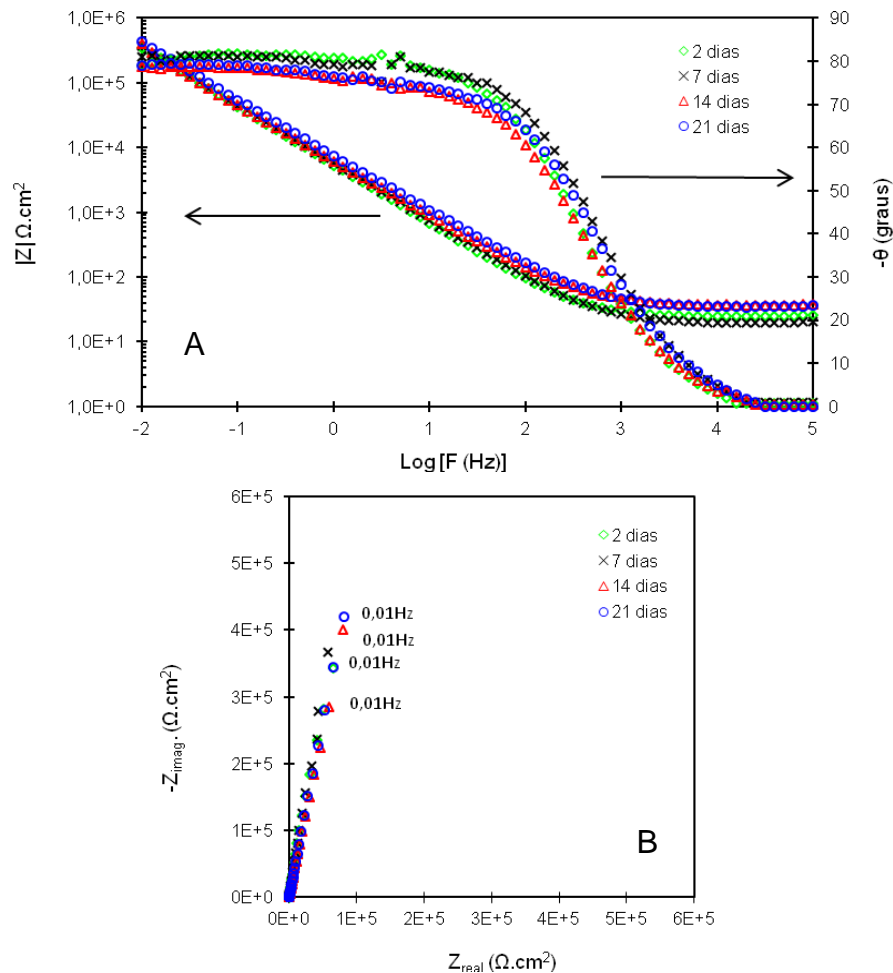 1,0E+6
1,0E+5
1,0E+4
1,0E+3
1,0E+2
1,0E+1
1,0E+0
|Z| Ω.cm²
90
80
70
60
50
40
30
20
10
0
-θ (graus)
2 dias
7 dias
14 dias
21 dias
A
-2 -1 0 1 2 3 4 5
Log [F (Hz)]
6E+5
5E+5
4E+5
3E+5
2E+5
1E+5
0E+0
-Zimag. (Ω.cm²)
2 dias
7 dias
14 dias
21 dias
0,01Hz
0,01Hz
0,01Hz
0,01Hz
B
0E+0 1E+5 2E+5 3E+5 4E+5 5E+5 6E+5
Zreal (Ω.cm²)